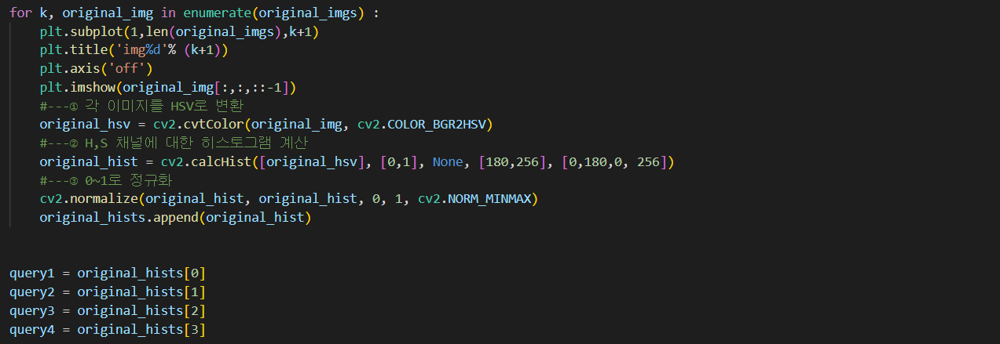 for k, original_img in enumerate(original_imgs) :
    plt.subplot(1,len(original_imgs),k+1)
    plt.title('img%d'% (k+1))
    plt.axis('off')
    plt.imshow(original_img[:,:,::-1])
    #---① 각 이미지를 HSV로 변환
    original_hsv = cv2.cvtColor(original_img, cv2.COLOR_BGR2HSV)
    #---② H,S 채널에 대한 히스토그램 계산
    original_hist = cv2.calcHist([original_hsv], [0,1], None, [180,256], [0,180,0, 256])
    #---③ 0~1로 정규화
    cv2.normalize(original_hist, original_hist, 0, 1, cv2.NORM_MINMAX)
    original_hists.append(original_hist)
query1 = original_hists[0]
query2 = original_hists[1]
query3 = original_hists[2]
query4 = original_hists[3]